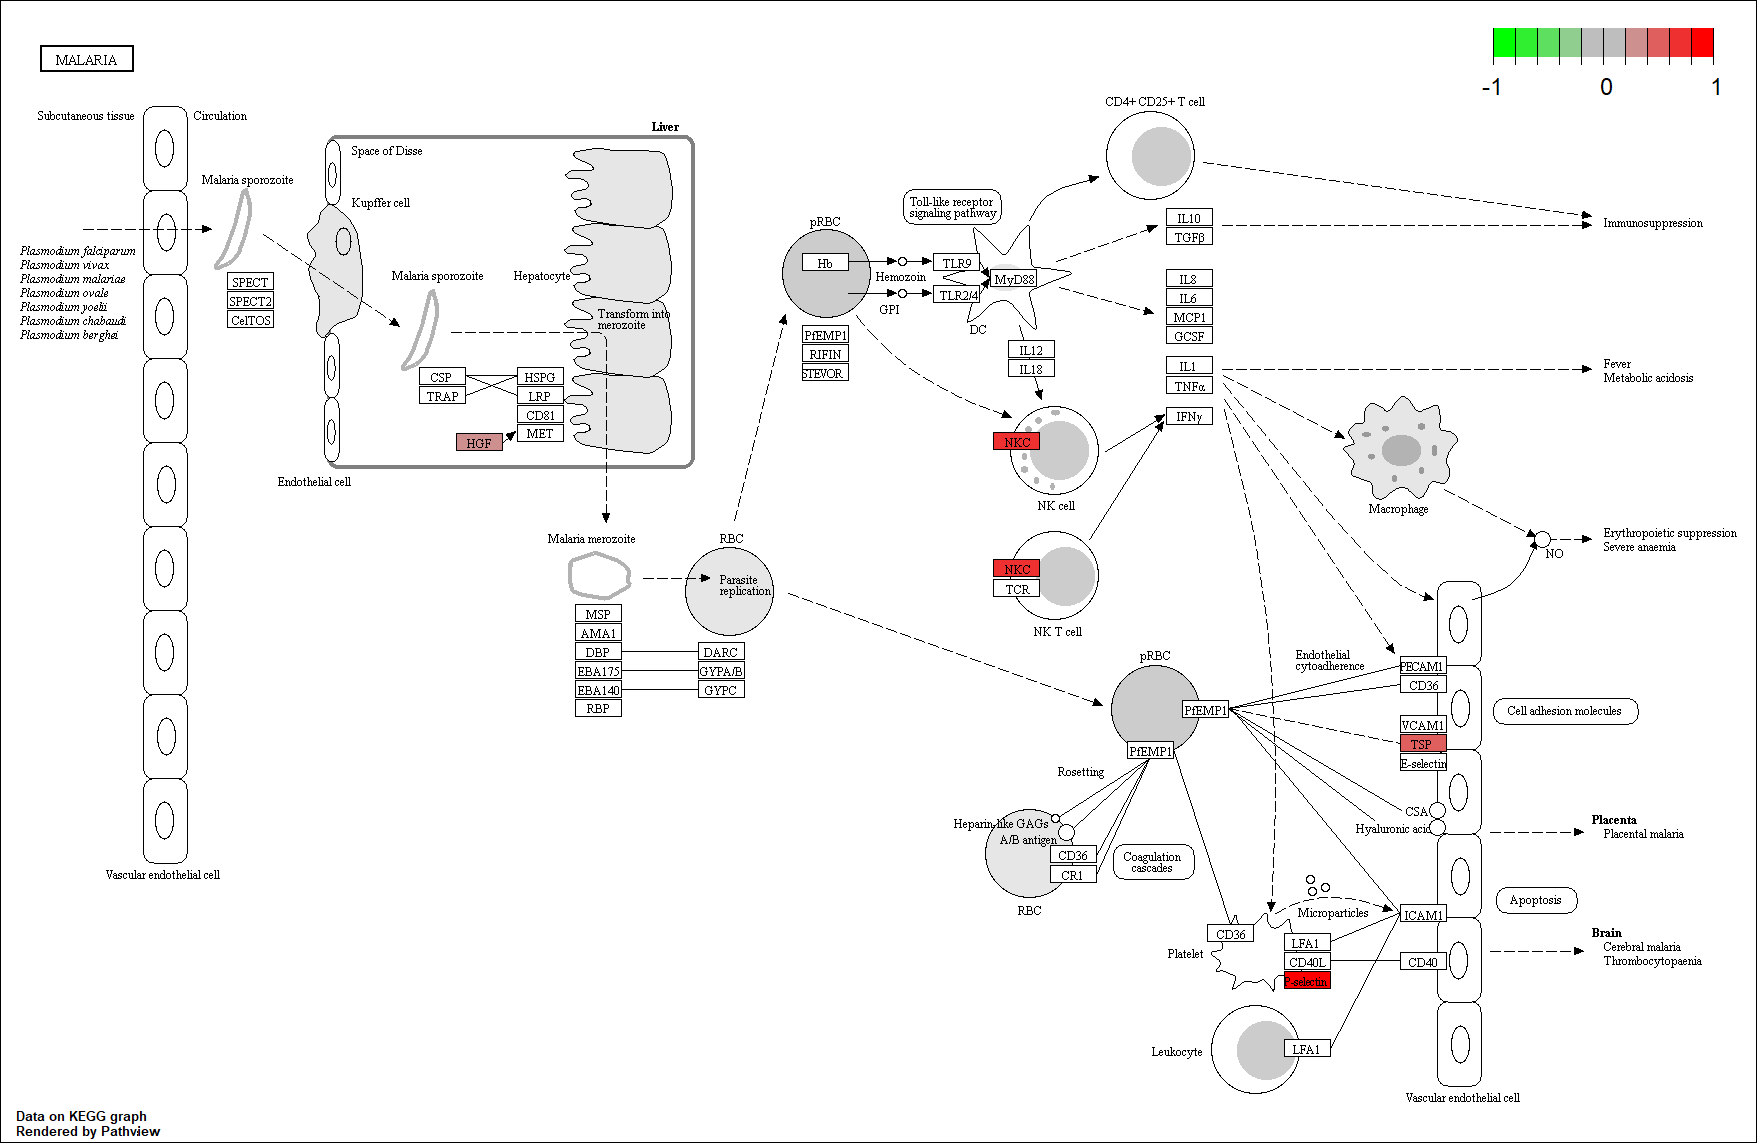 MALARIA
-1
0
1
Subcutaneous tissue
Circulation
Liver
Space of Disse
Malaria sporozoite
Kupffer cell
Plasmodium falciparum
Plasmodium vivax
Plasmodium malariae
Plasmodium ovale
Plasmodium yoelii
Plasmodium chabaudi
Plasmodium berghei
SPECT
SPECT2
CelTOS
Malaria sporozoite
Hepatocyte
Transform into
merozoite
CSP
TRAP
HSPG
LRP
CD81
MET
HGF
Endothelial cell
Vascular endothelial cell
Malaria merozoite
MSP
AMA1
DBP
EBA175
EBA140
RBP
RBC
Parasite
replication
DARC
GYPA/B
GYPC
pRBC
Hb
PfEMP1
RIFIN
STEVOR
Hemozoin
GPI
Toll-like receptor
signaling pathway
TLR9
TLR2/4
MyD88
DC
IL12
IL18
CD4+ CD25+ T cell
IL10
TGFβ
IL8
IL6
MCP1
GCSF
IL1
TNFα
IFNγ
NKC
NK cell
NKC
TCR
NK T cell
Immunosuppression
Fever
Metabolic acidosis
Macrophage
NO
Erythropoietic suppression
Severe anaemia
pRBC
PfEMP1
PfEMP1
Endothelial
cytoadherence
PECAM1
CD36
VCAM1
TSP
E-selectin
CSA
Hyaluronic acid
Cell adhesion molecules
Rosetting
Heparin-like GAGs
A/B antigen
CD36
CR1
RBC
Coagulation
cascades
Placenta
Placental malaria
Apoptosis
Microparticles
ICAM1
CD36
Platelet
LFA1
CD40L
P-selectin
CD40
Brain
Cerebral malaria
Thrombocytopaenia
Leukocyte
LFA1
Vascular endothelial cell
Data on KEGG graph
Rendered by Pathview